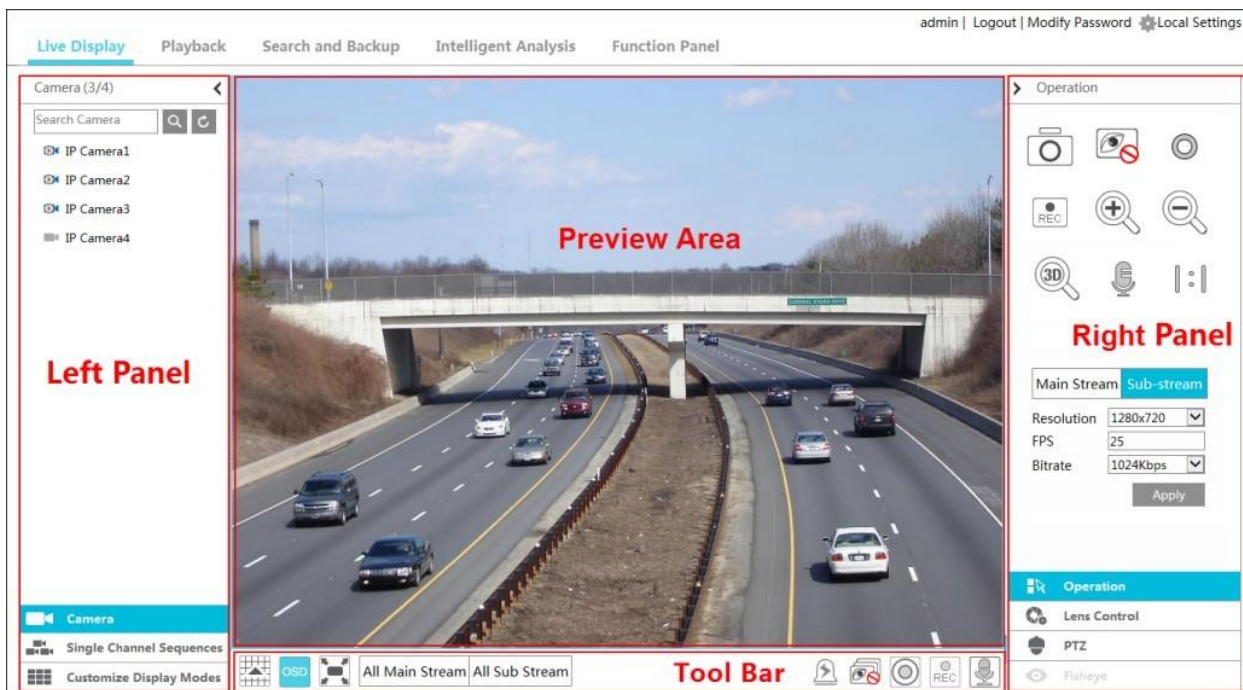 admin | Logout | Modify Password Local Settings
Live Display Playback Search and Backup Intelligent Analysis Function Panel
Camera (3/4)
Search Camera
IP Camera1
IP Camera2
IP Camera3
IP Camera4
Left Panel
Camera
Single Channel Sequences
Customize Display Modes
Preview Area
OSD
All Main Stream All Sub Stream
Tool Bar
REC
Operation
REC
3D
1:1
Right Panel
Main Stream Sub-stream
Resolution 1280x720
FPS 25
Bitrate 1024Kbps
Apply
Operation
Lens Control
PTZ
Fisheye